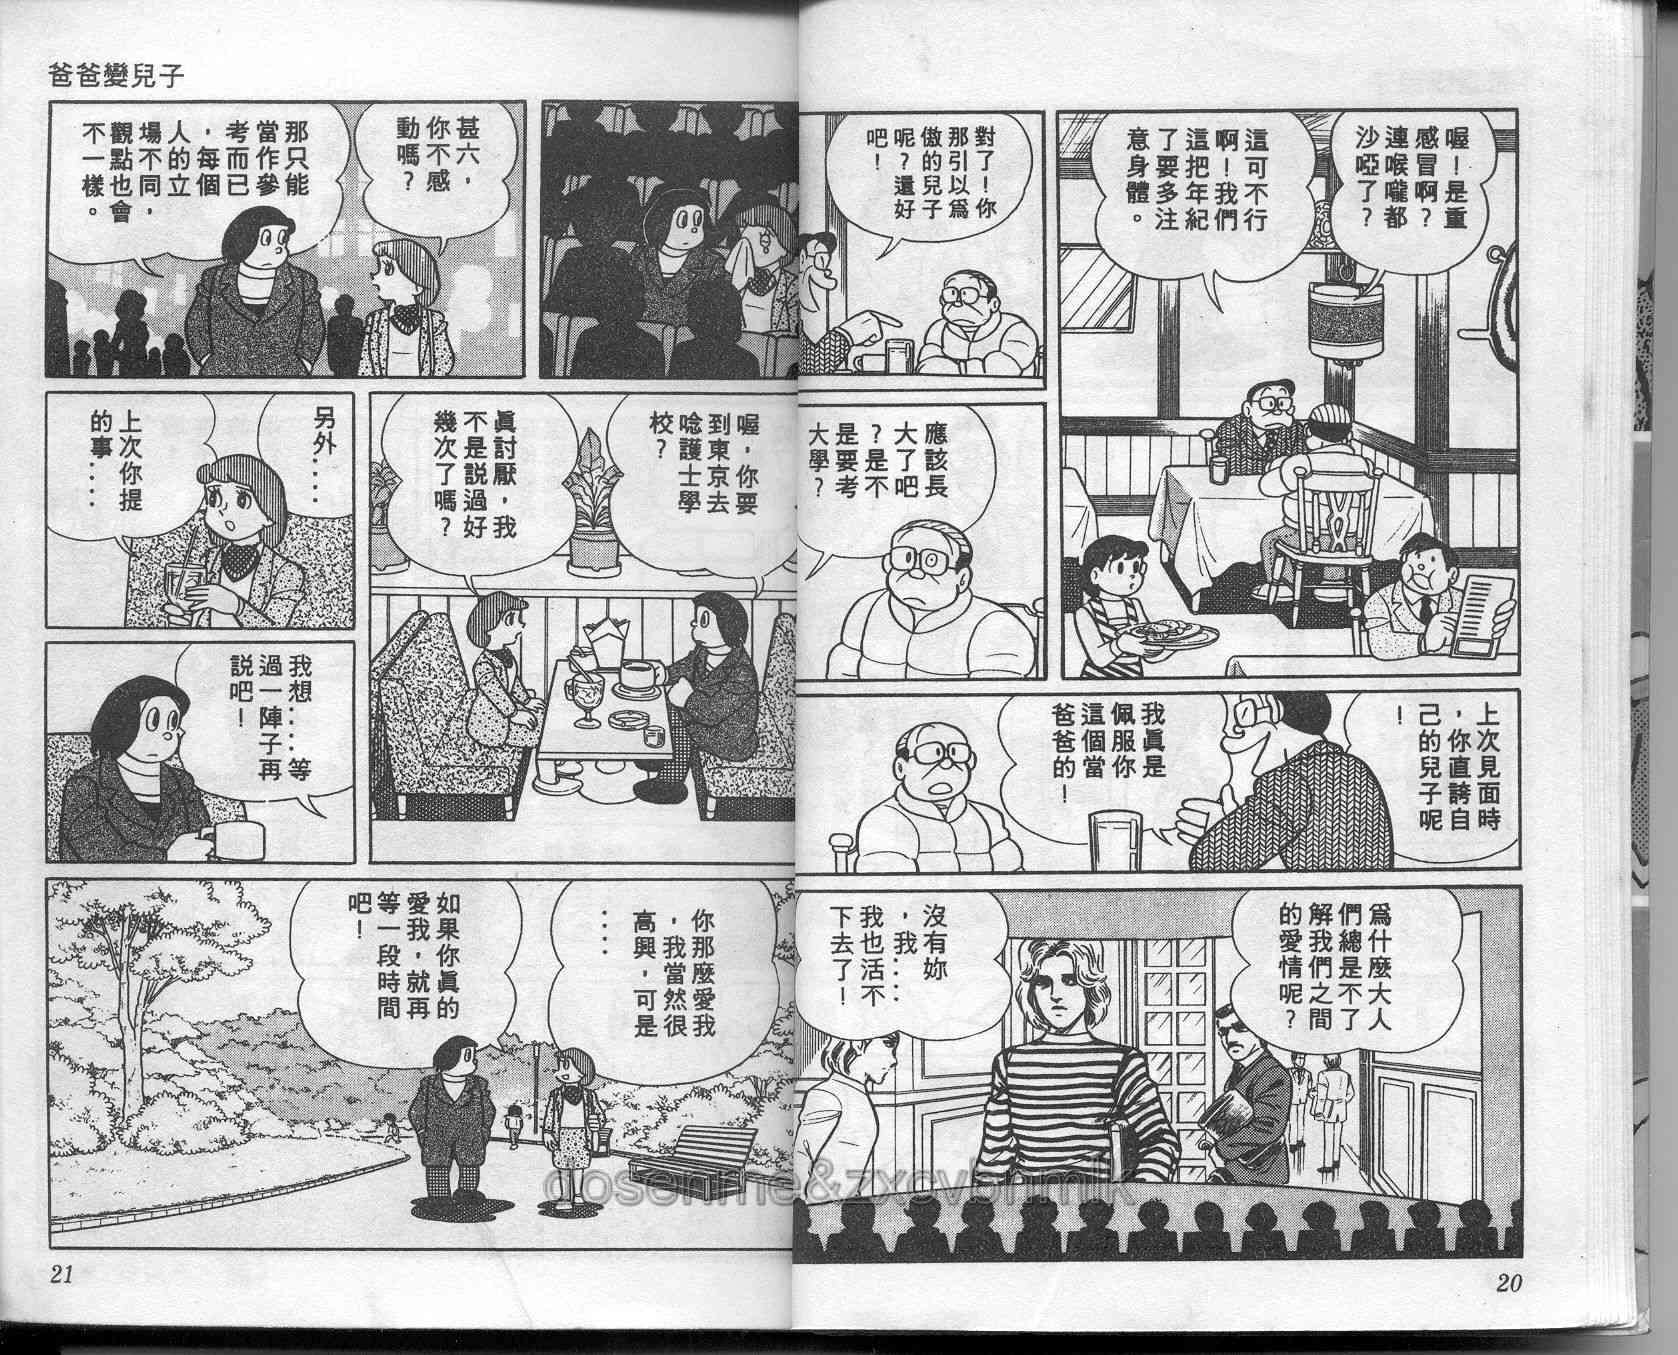 喔！是重
感冒啊？
連喉嚨都
沙啞了？
這可不行
啊！我們
這把年紀
了要多注
意身體。
對了！你
那引以爲
傲的兒子
呢？還好
吧！
應該長
大了吧
？是不
是要考
大學？
上次見面時
，你直誇自
己的兒子呢
！
我眞是
佩服你
這個當
爸爸的！
爲什麼大人
們總是不了
解我們之間
的愛情呢？
沒有妳
，我……
我也活不
下去了！
20
爸爸變兒子
甚六，
你不感
動嗎？
那只能
當作參
考而已
，每個
人的立
場不同，
觀點也會
不一樣。
喔，你要
到東京去
唸護士學
校？
眞討厭，我
不是説過好
幾次了嗎？
另外……
上次你提
的事……
我想……等
過一陣子再
説吧！
你那麼愛我
，我當然很
高興，可是
……
如果你眞的
愛我，就再
等一段時間
吧！
21
dosenme&zxcvbnmlk